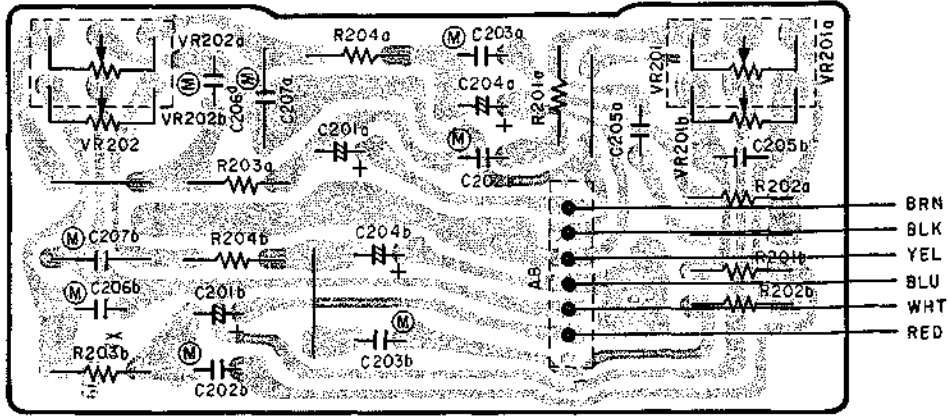 VR202a
VR202b
VR202
M
C206a
M
C207a
R204a
M
C203a
C204a
+
M
C202a
R201a
C205a
VR201
VR201a
VR201b
C205b
C201a
+
R203a
R202a
BRN
BLK
YEL
BLU
WHT
RED
A8
R201b
R202b
M
C207b
R204b
C204b
+
M
C206b
C201b
+
R203b
M
C202b
M
C203b